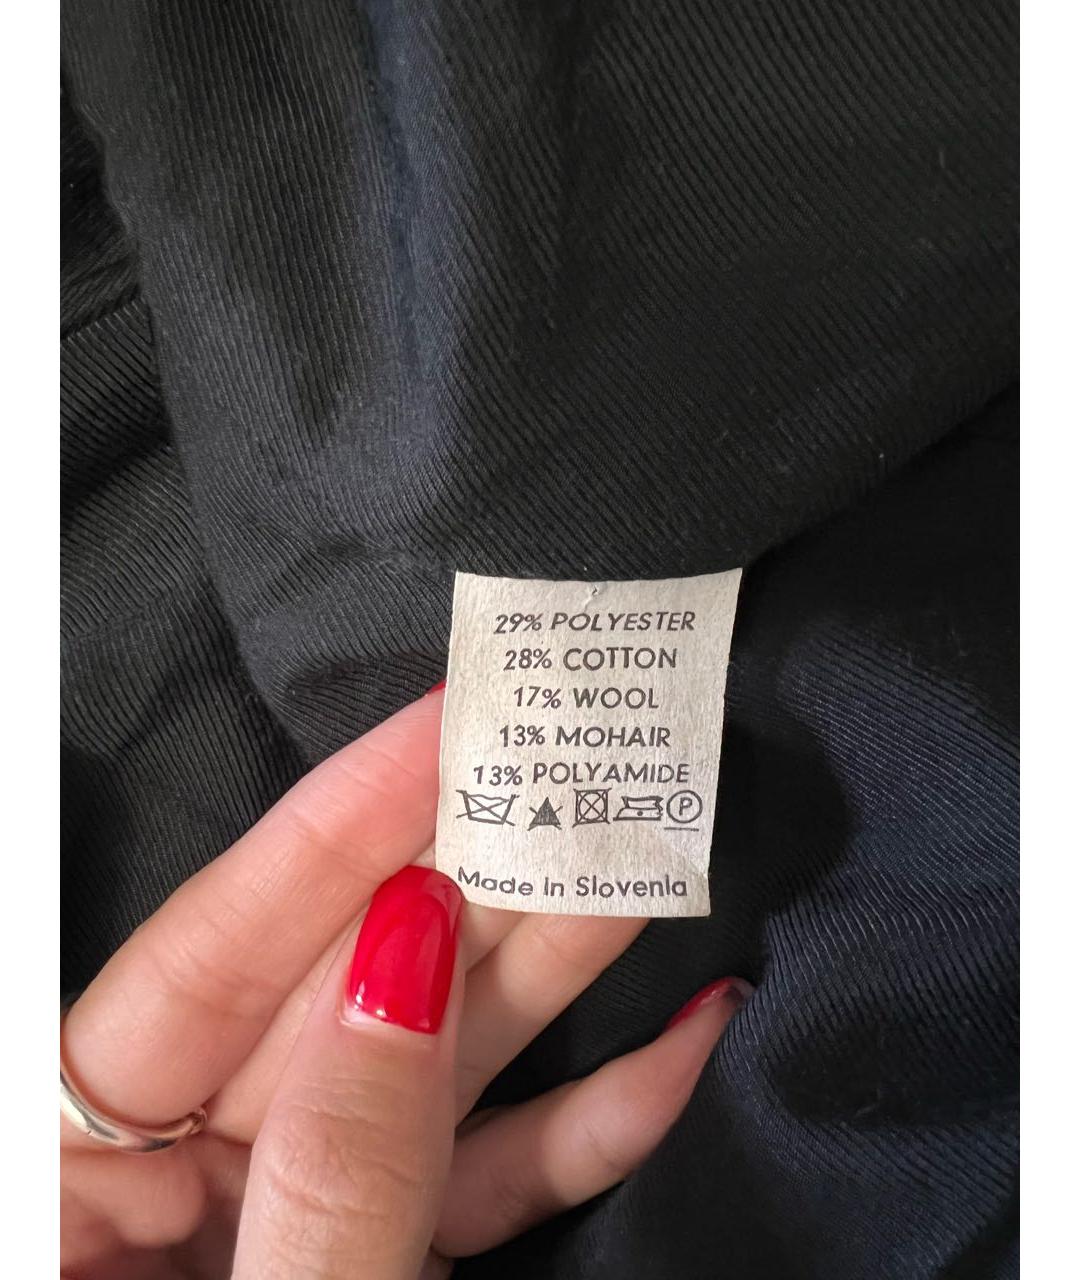 29% POLYESTER
28% COTTON
17% WOOL
13% MOHAIR
13% POLYAMIDE
P
Made in Slovenia